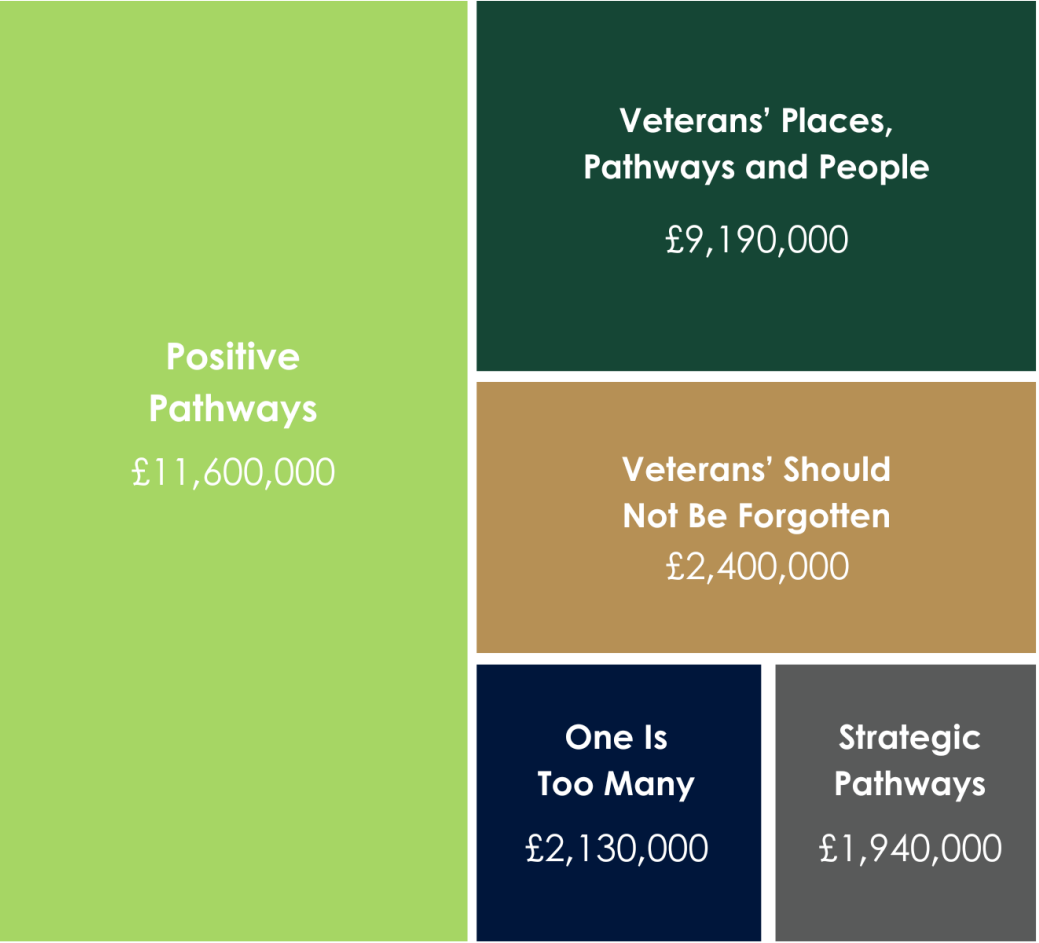 Positive
Pathways
£11,600,000
Veterans’ Places,
Pathways and People
£9,190,000
Veterans’ Should
Not Be Forgotten
£2,400,000
One Is
Too Many
£2,130,000
Strategic
Pathways
£1,940,000